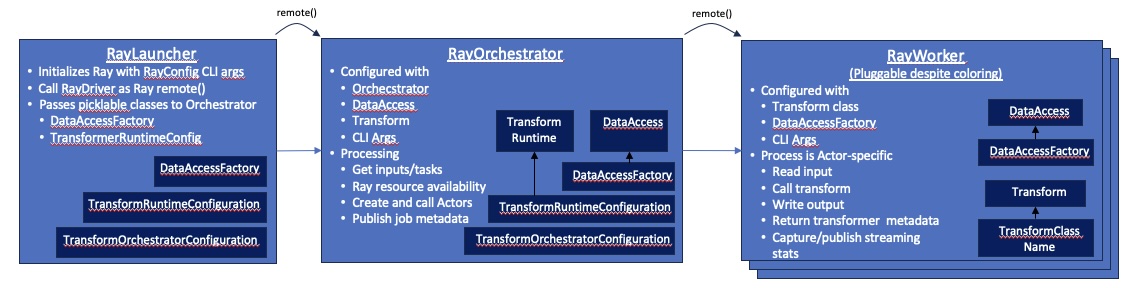 remote()
remote()
RayLauncher
• Initializes Ray with RayConfig CLI args
• Call RayDriver as Ray remote()
• Passes picklable classes to Orchestrator
• DataAccessFactory
• TransformerRuntimeConfig
DataAccessFactory
TransformRuntimeConfiguration
TransformOrchestratorConfiguration
RayOrchestrator
• Configured with
• Orchecstrator
• DataAccess
• Transform
• CLI Args
• Processing
• Get inputs/tasks
• Ray resource availability
• Create and call Actors
• Publish job metadata
Transform
Runtime
DataAccess
DataAccessFactory
TransformRuntimeConfiguration
TransformOrchestratorConfiguration
RayWorker
(Pluggable despite coloring)
• Configured with
• Transform class
• DataAccessFactory
• CLI Args
• Process is Actor-specific
• Read input
• Call transform
• Write output
• Return transformer metadata
• Capture/publish streaming
stats
DataAccess
DataAccessFactory
Transform
TransformClass
Name